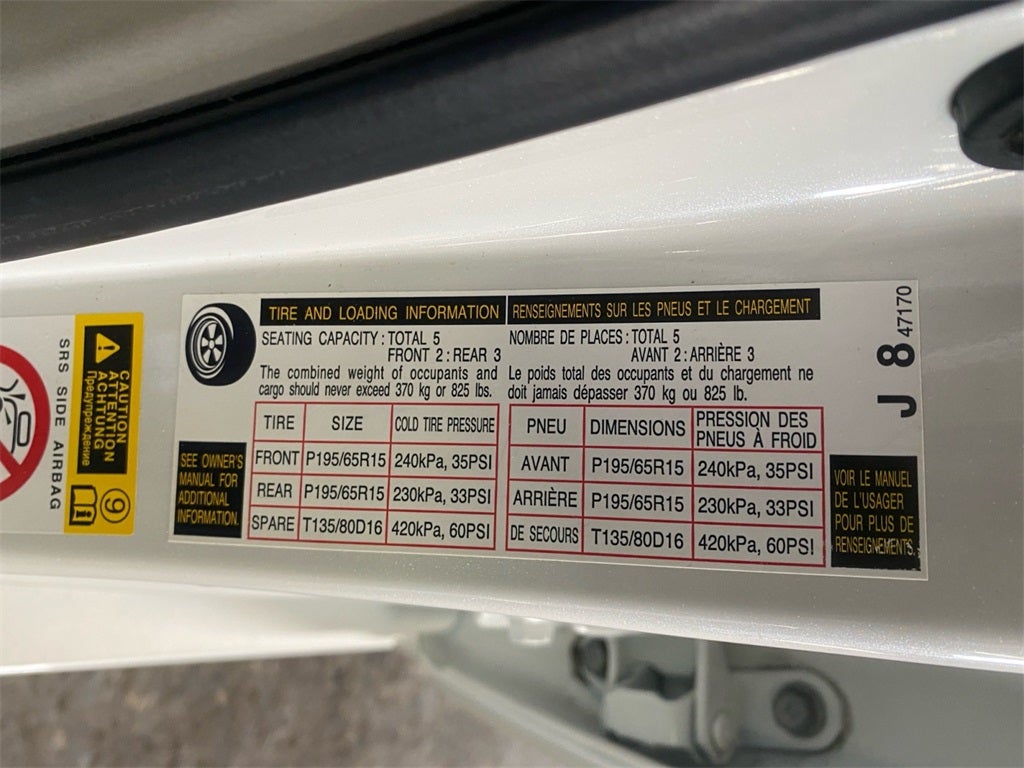 TIRE AND LOADING INFORMATION
SEATING CAPACITY : TOTAL 5
FRONT 2 : REAR 3
The combined weight of occupants and
cargo should never exceed 370 kg or 825 lbs.
TIRE SIZE COLD TIRE PRESSURE
FRONT P195/65R15 240kPa, 35PSI
REAR P195/65R15 230kPa, 33PSI
SPARE T135/80D16 420kPa, 60PSI
SEE OWNER'S
MANUAL FOR
ADDITIONAL
INFORMATION.
RENSEIGNEMENTS SUR LES PNEUS ET LE CHARGEMENT
NOMBRE DE PLACES : TOTAL 5
AVANT 2 : ARRIÈRE 3
Le poids total des occupants et du chargement ne
doit jamais dépasser 370 kg ou 825 lb.
PNEU DIMENSIONS PRESSION DES
PNEUS À FROID
AVANT P195/65R15 240kPa, 35PSI
ARRIÈRE P195/65R15 230kPa, 33PSI
DE SECOURS T135/80D16 420kPa, 60PSI
VOIR LE MANUEL
DE L'USAGER
POUR PLUS DE
RENSEIGNEMENTS.
J 8 47170
CAUTION
ATTENTION
ACHTUNG
Предупреждение
9
SRS SIDE AIRBAG